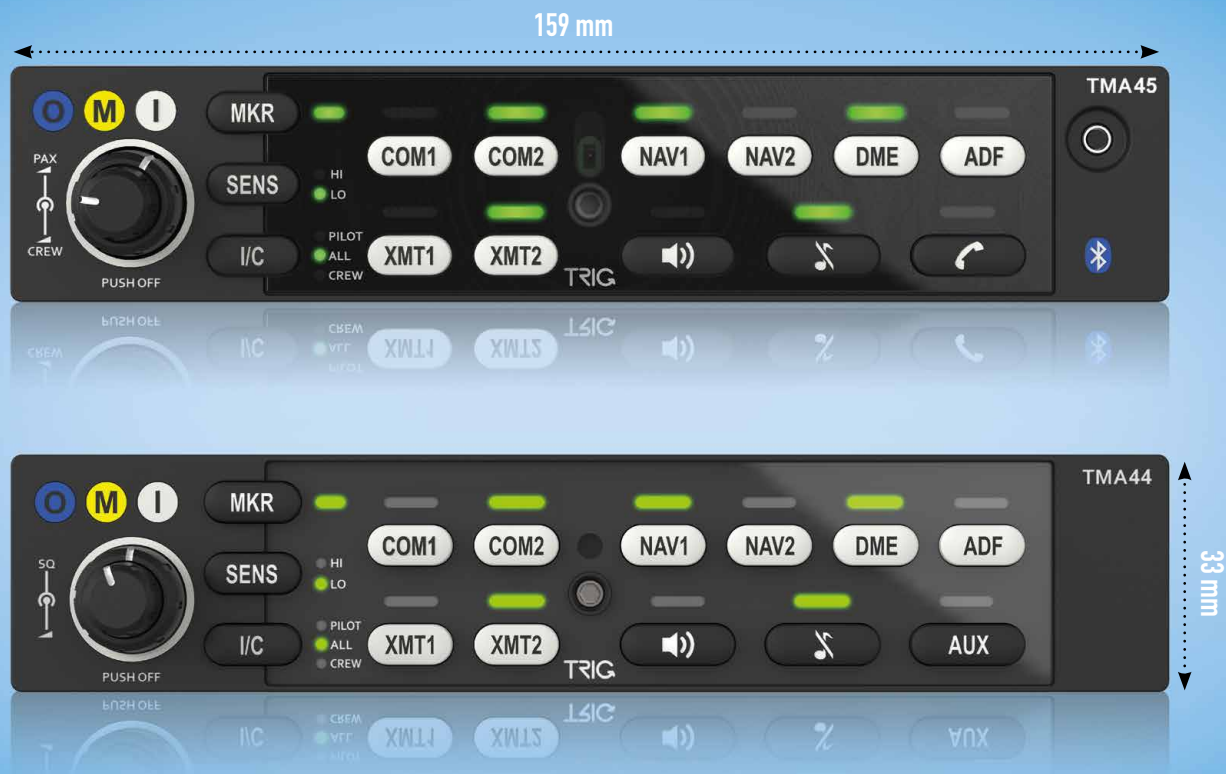 159 mm
TMA45
O M I MKR
COM1 COM2 NAV1 NAV2 DME ADF
PAX
SENS HI
LO
CREW
I/C PILOT
ALL
CREW
XMT1 XMT2
PUSH OFF
TRIG
TMA44
O M I MKR
COM1 COM2 NAV1 NAV2 DME ADF
SQ
SENS HI
LO
I/C PILOT
ALL
CREW
XMT1 XMT2 AUX
PUSH OFF
TRIG
33 mm